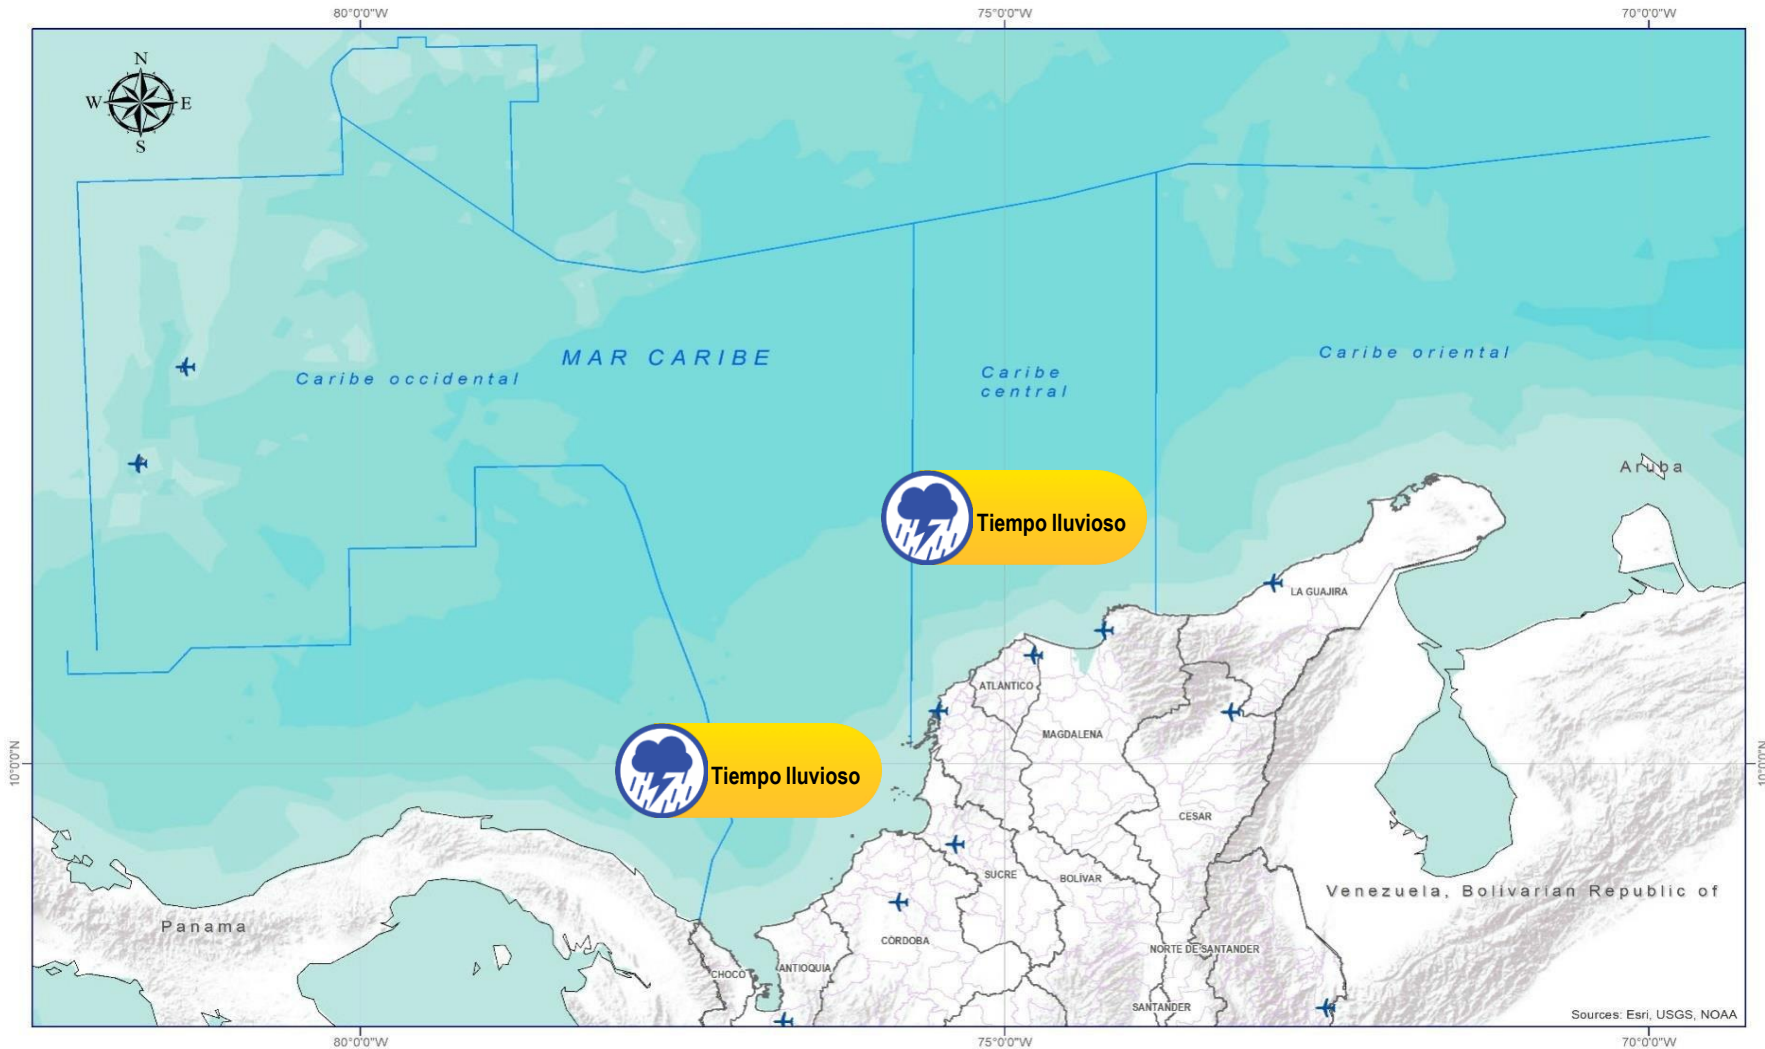 80°0'0"W
75°0'0"W
70°0'0"W
N
W
E
S
MAR CARIBE
Caribe occidental
Caribe
central
Caribe oriental
Aruba
Tiempo lluvioso
LA GUAJIRA
ATLANTICO
MAGDALENA
10°0'0"N
10°0'0"N
Tiempo lluvioso
CESAR
SUCRE
BOLÍVAR
Venezuela, Bolivarian Republic of
Panama
CÓRDOBA
NORTE DE SANTANDER
CHOCO
ANTIOQUIA
SANTANDER
Sources: Esri, USGS, NOAA
80°0'0"W
75°0'0"W
70°0'0"W